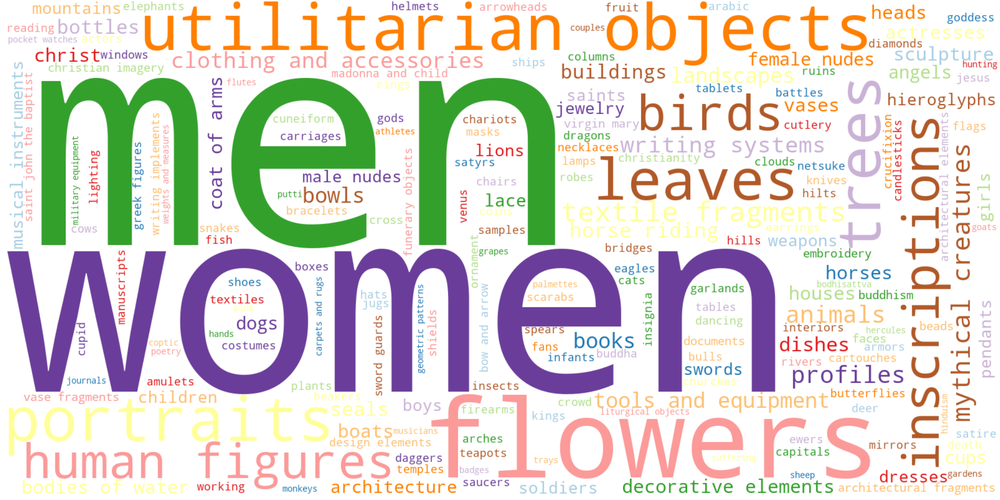 mountains
elephants
utilitarian objects
helmets
arrowheads
fruit
arabic
heads
goddess
reading
bottles
couples
actresses
pocket watches
actors
diamonds
christ
windows
clothing and accessories
columns
female nudes
sculpture
christian imagery
ships
buildings
landscapes
ruins
angels
hunting
madonna and child
jesus
musical instruments
saint john the baptist
men
coat of arms
flutes
rings
tablets
trees
saints
battles
hieroglyphs
jewelry
birds
vases
cuneiform
gods
chariots
virgin mary
cutlery
crucifixion
candlesticks
inscriptions
architectural elements
flags
carriages
athletes
masks
dragons
military equipment
lighting
greek figures
writing implements
weights and measures
lions
necklaces
writing systems
mythical creatures
satyrs
lamps
christianity
clouds
netsuke
male nudes
funerary objects
chairs
robes
leaves
knives
girls
putti
bowls
venus
lace
hilts
bracelets
coins
textile fragments
cows
snakes
cross
samples
horse riding
earrings
goats
fish
hills
weapons
women
manuscripts
ornament
grapes
bridges
embroidery
boxes
eagles
horses
shoes
carpets and rugs
geometric patterns
bow and arrow
palmettes
cats
garlands
bodhisattva
textiles
hats
scarabs
insignia
houses
buddhism
pins
jugs
tables
pendants
cupid
dogs
sword guards
shields
dancing
animals
hands
spears
interiors
hercules
beads
coptic
costumes
fans
books
documents
dishes
faces
poetry
infants
buddha
bulls
rivers
armors
cartouches
journals
amulets
plants
insects
swords
profiles
churches
vase fragments
children
beakers
boys
crowd
tools and equipment
butterflies
portraits
seals
firearms
kings
liturgical objects
deer
hinduism
boats
musicians
flowers
satire
design elements
arches
ewers
mirrors
death
human figures
daggers
teapots
trays
suffering
capitals
cups
temples
badges
sheep
dresses
gardens
bodies of water
working
monkeys
architecture
saucers
soldiers
decorative elements
architectural fragments